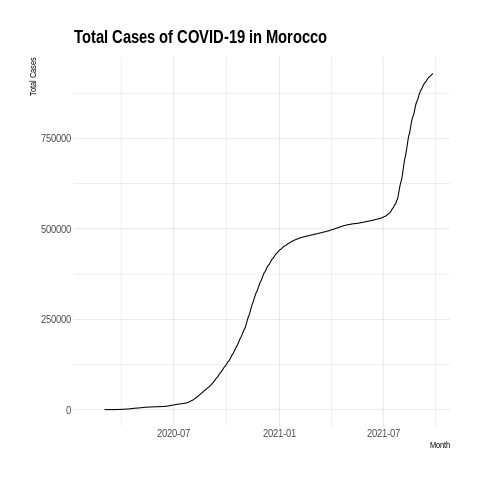 Total Cases of COVID-19 in Morocco
Total Cases
750000
500000
250000
0
2020-07 2021-01 2021-07
Month